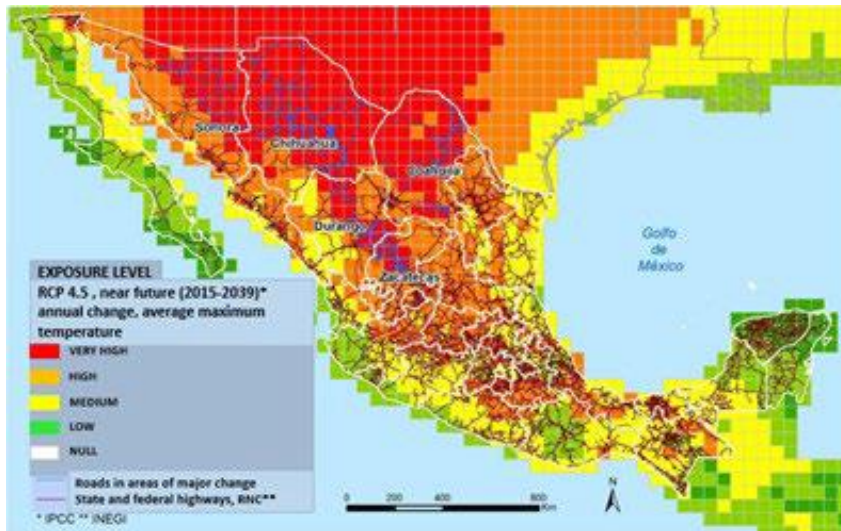 Sonora
Chihuahua
Coahuila
Durango
Zacatecas
Golfo
de
México
EXPOSURE LEVEL
RCP 4.5 , near future (2015-2039)*
annual change, average maximum
temperature
VERY HIGH
HIGH
MEDIUM
LOW
NULL
Roads in areas of major change
State and federal highways, RNC**
* IPCC ** INEGI
0 200 400 800
Km
N